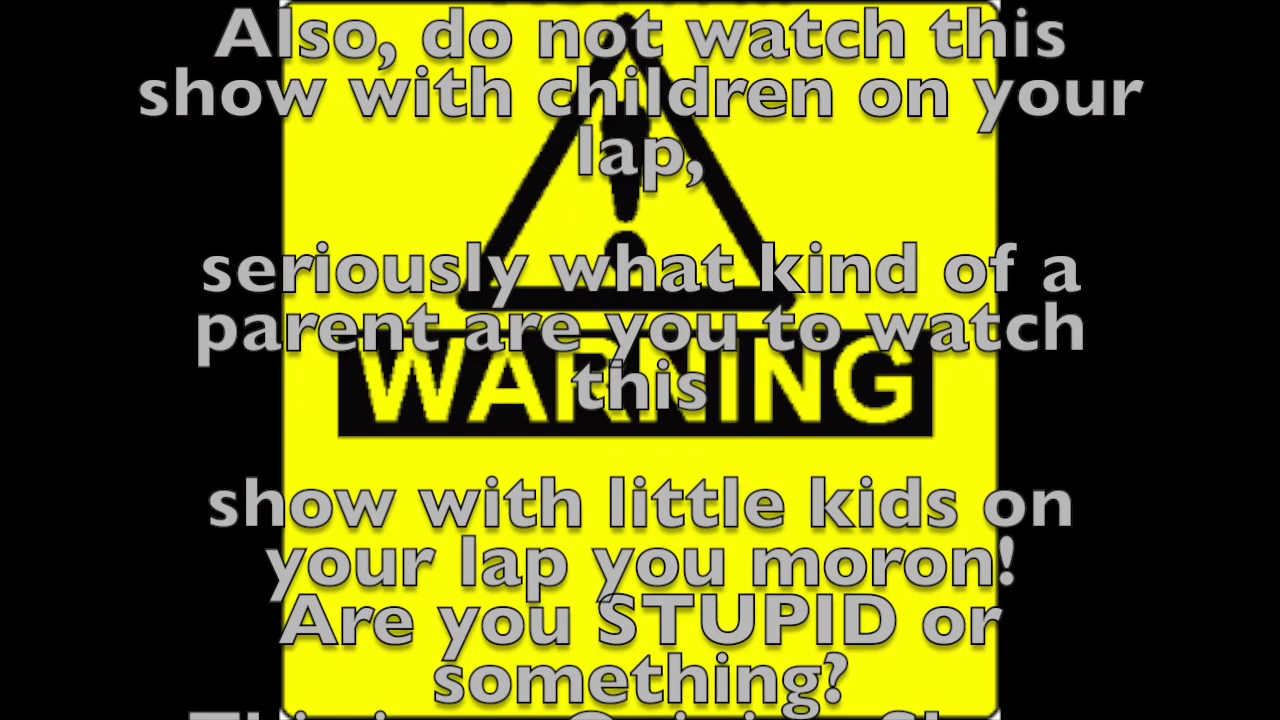 Also, do not watch this
show with children on your
lap,
seriously what kind of a
parent are you to watch
WARNING
this
show with little kids on
your lap you moron!
Are you STUPID or
something?